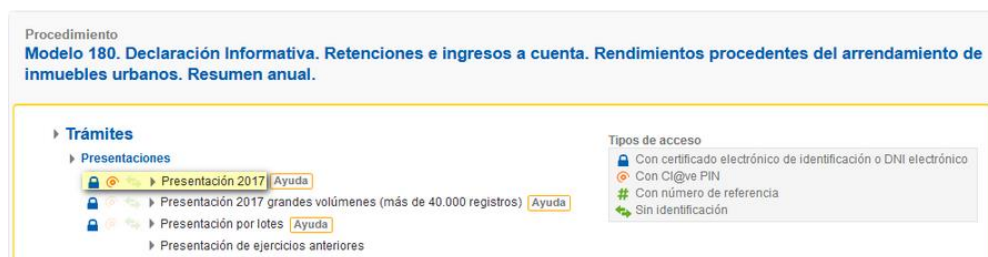 Procedimiento
Modelo 180. Declaración Informativa. Retenciones e ingresos a cuenta. Rendimientos procedentes del arrendamiento de
inmuebles urbanos. Resumen anual.
Trámites
Presentaciones
Presentación 2017 Ayuda
Presentación 2017 grandes volúmenes (más de 40.000 registros) Ayuda
Presentación por lotes Ayuda
Presentación de ejercicios anteriores
Tipos de acceso
Con certificado electrónico de identificación o DNI electrónico
Con Cl@ve PIN
# Con número de referencia
Sin identificación